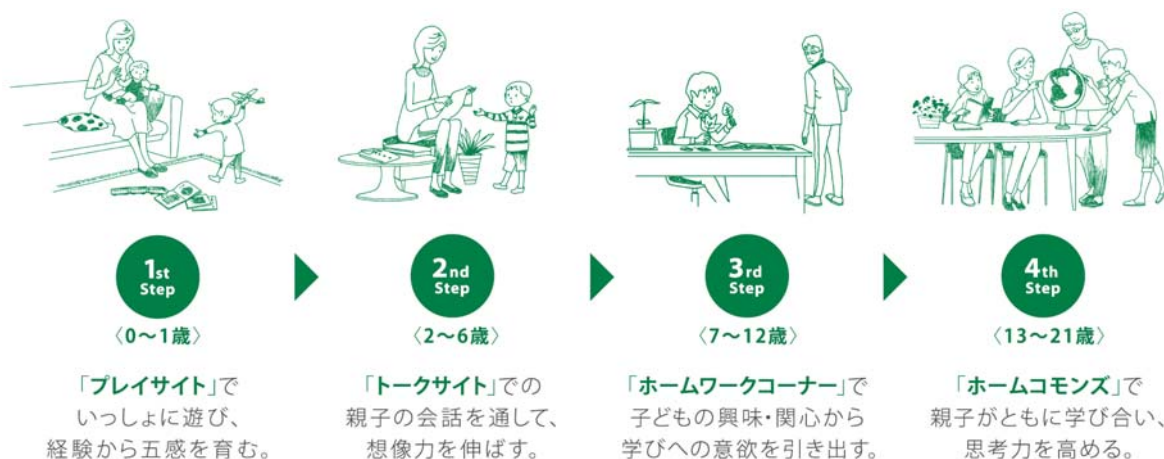 1st
Step
〈0〜1歳〉
「プレイサイト」で
いっしょに遊び、
経験から五感を育む。
2nd
Step
〈2〜6歳〉
「トークサイト」での
親子の会話を通して、
想像力を伸ばす。
3rd
Step
〈7〜12歳〉
「ホームワークコーナー」で
子どもの興味・関心から
学びへの意欲を引き出す。
4th
Step
〈13〜21歳〉
「ホームコモンズ」で
親子がともに学び合い、
思考力を高める。